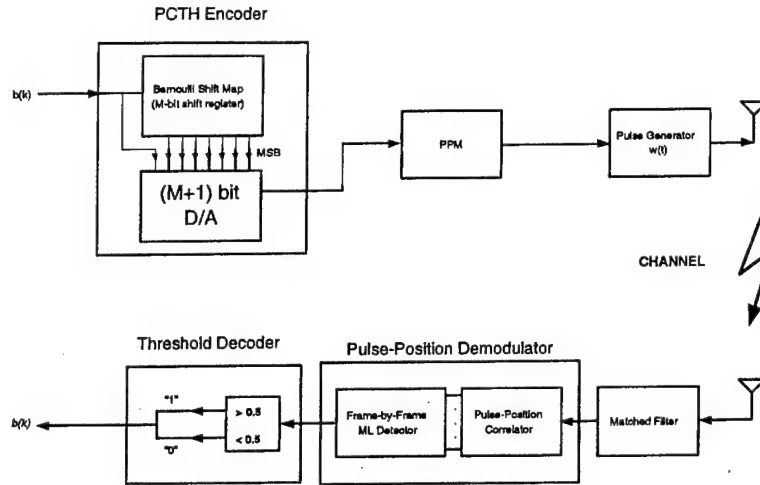 PCTH Encoder
b(k)
Bernoulli Shift Map
(M-bit shift register)
MSB
(M+1) bit
D/A
PPM
Pulse Generator
w(t)
CHANNEL
Threshold Decoder
Pulse-Position Demodulator
b(k)
"1"
"0"
> 0.5
< 0.5
Frame-by-Frame
ML Detector
Pulse-Position
Correlator
Matched Filter